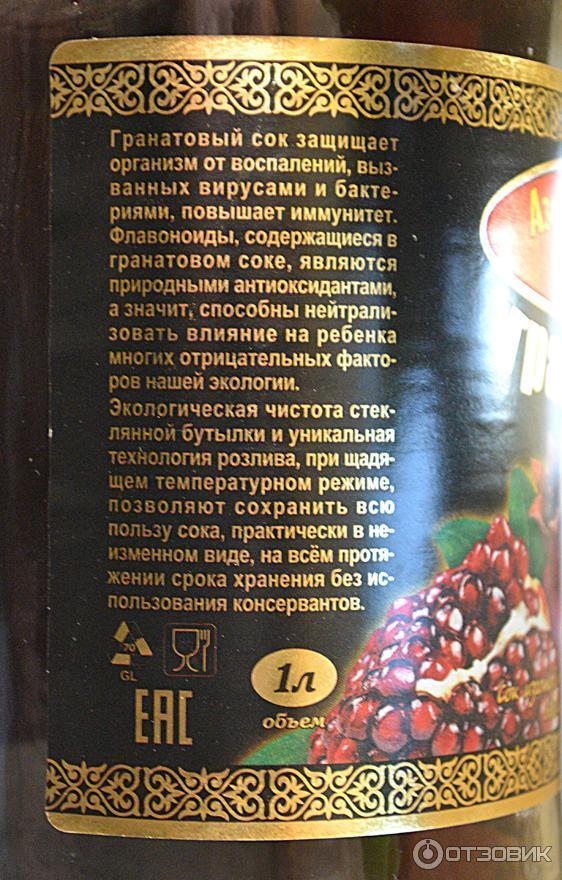 Гранатовый сок защищает
организм от воспалений, выз-
ванных вирусами и бакте-
риями, повышает иммунитет.
Флавоноиды, содержащиеся в
гранатовом соке, являются
природными антиоксидантами,
а значит, способны нейтрали-
зовать влияние на ребенка
многих отрицательных факто-
ров нашей экологии.
Экологическая чистота стек-
лянной бутылки и уникальная
технология розлива, при щадя-
щем температурном режиме,
позволяют сохранить всю
пользу сока, практически в не-
изменном виде, на всём протя-
жении срока хранения без ис-
пользования консервантов.
70
GL
1л
объем
EAC
Аз
Сок
ОТЗОВИК